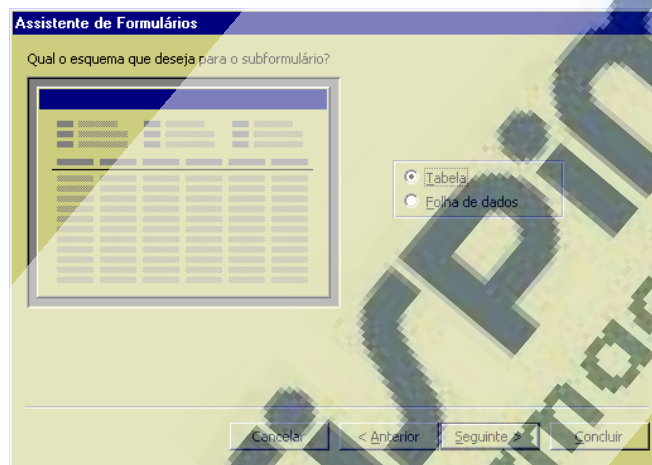 Assistente de Formulários
Qual o esquema que deseja para o subformulário?
Tabela
Folha de dados
Cancelar
< Anterior
Seguinte >
Concluir